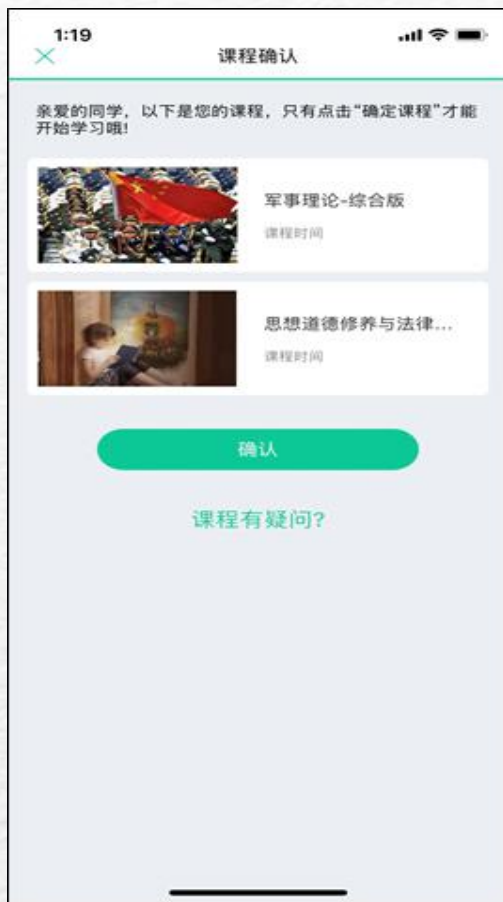 1:19
课程确认
亲爱的同学，以下是您的课程，只有点击“确定课程”才能
开始学习哦!
军事理论-综合版
课程时间
思想道德修养与法律...
课程时间
确认
课程有疑问?